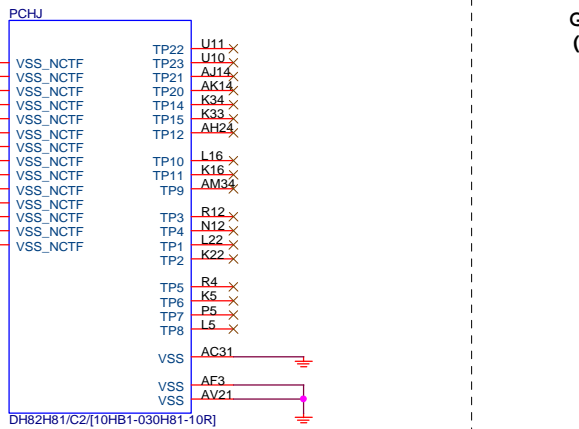 PCHJ
VSS_NCTF
VSS_NCTF
VSS_NCTF
VSS_NCTF
VSS_NCTF
VSS_NCTF
VSS_NCTF
VSS_NCTF
VSS_NCTF
VSS_NCTF
VSS_NCTF
VSS_NCTF
VSS_NCTF
VSS_NCTF
TP22 U11
TP23 U10
TP21 AJ14
TP20 AK14
TP14 K34
TP15 K33
TP12 AH24
TP10 L16
TP11 K16
TP9 AM34
TP3 R12
TP4 N12
TP1 L22
TP2 K22
TP5 R4
TP6 K5
TP7 P5
TP8 L5
VSS AC31
VSS AF3
VSS AV21
DH82H81/C2/[10HB1-030H81-10R]